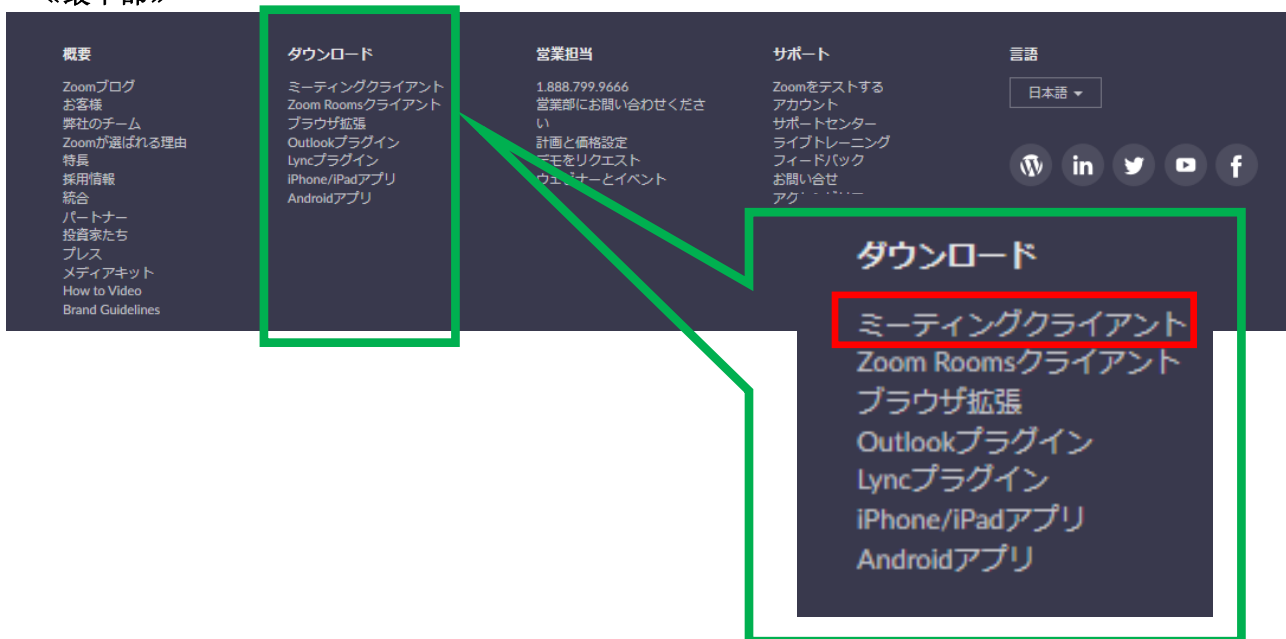 概要
Zoomブログ
お客様
弊社のチーム
Zoomが選ばれる理由
特長
採用情報
統合
パートナー
投資家たち
プレス
メディアキット
How to Video
Brand Guidelines
ダウンロード
ミーティングクライアント
Zoom Roomsクライアント
ブラウザ拡張
Outlookプラグイン
Lyncプラグイン
iPhone/iPadアプリ
Androidアプリ
営業担当
1.888.799.9666
営業部にお問い合わせくださ
い
計画と価格設定
デモをリクエスト
ウェビナーとイベント
サポート
Zoomをテストする
アカウント
サポートセンター
ライブトレーニング
フィードバック
お問い合せ
言語
日本語
ダウンロード
ミーティングクライアント
Zoom Roomsクライアント
ブラウザ拡張
Outlookプラグイン
Lyncプラグイン
iPhone/iPadアプリ
Androidアプリ